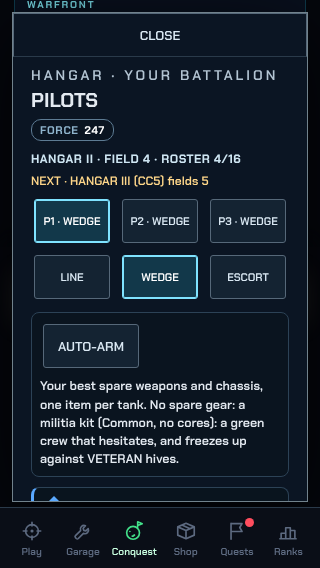 WARFRONT
CLOSE
HANGAR · YOUR BATTALION
PILOTS
FORCE 247
HANGAR II · FIELD 4 · ROSTER 4/16
NEXT · HANGAR III (CC5) fields 5
P1 · WEDGE
P2 · WEDGE
P3 · WEDGE
LINE
WEDGE
ESCORT
AUTO-ARM
Your best spare weapons and chassis,
one item per tank. No spare gear: a
militia kit (Common, no cores): a green
crew that hesitates, and freezes up
against VETERAN hives.
Play
Garage
Conquest
Shop
Quests
Ranks